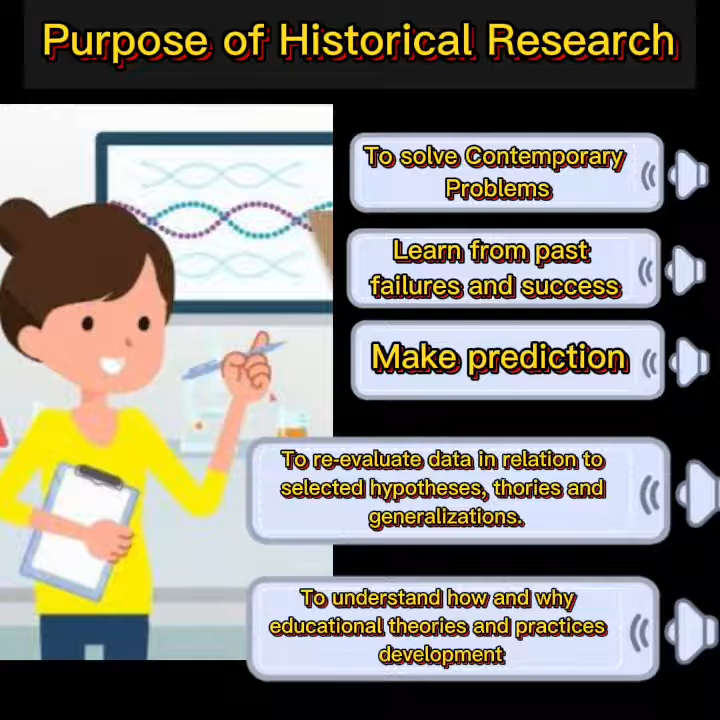 Purpose of Historical Research
To solve Contemporary
Problems
Learn from past
failures and success
Make prediction
To re-evaluate data in relation to
selected hypotheses, thories and
generalizations.
To understand how and why
educational theories and practices
development